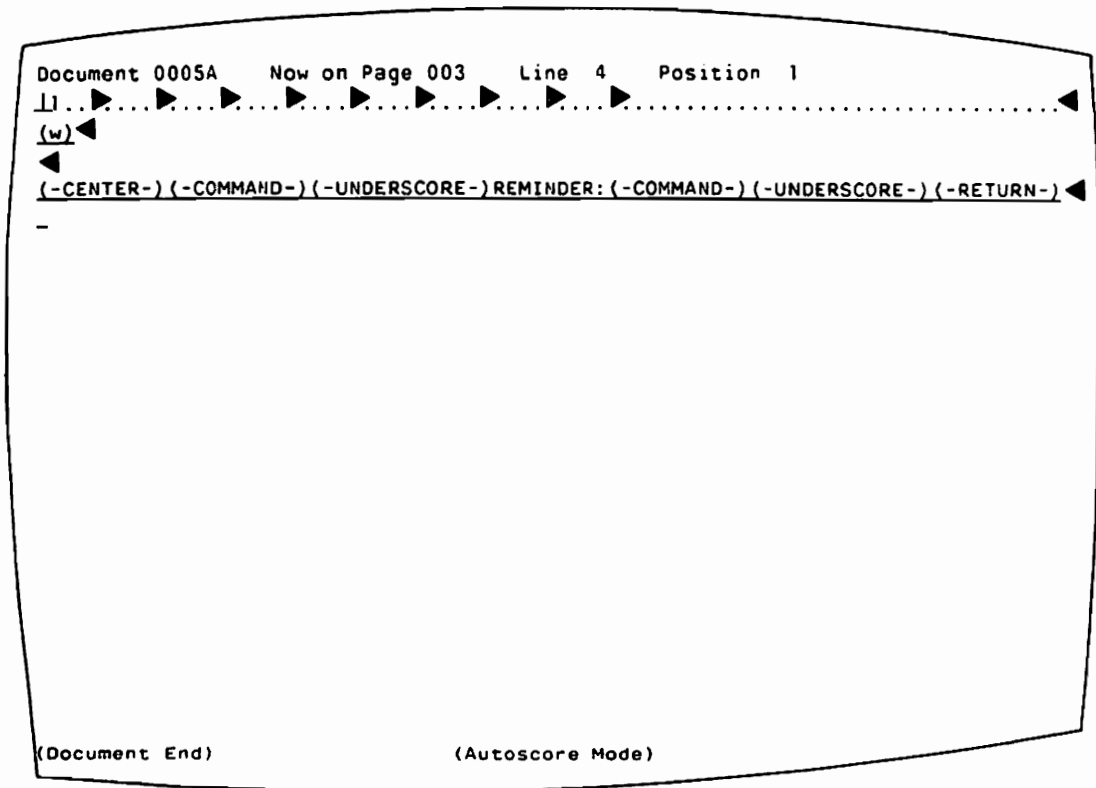 Document 0005A Now on Page 003 Line 4 Position 1
1..▶.....▶.....▶.....▶.....▶.....▶.....▶.....▶.....▶........................................◀
(w)◀
◀
(-CENTER-)(-COMMAND-)(-UNDERSCORE-)REMINDER:(-COMMAND-)(-UNDERSCORE-)(-RETURN-)◀
_
(Document End) (Autoscore Mode)